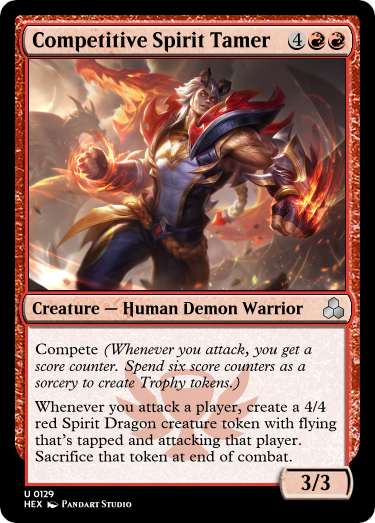 Competitive Spirit Tamer 4
Creature — Human Demon Warrior
Compete (Whenever you attack, you get a
score counter. Spend six score counters as a
sorcery to create Trophy tokens.)
Whenever you attack a player, create a 4/4
red Spirit Dragon creature token with flying
that's tapped and attacking that player.
Sacrifice that token at end of combat.
3/3
U 0129
HEX PANDART STUDIO